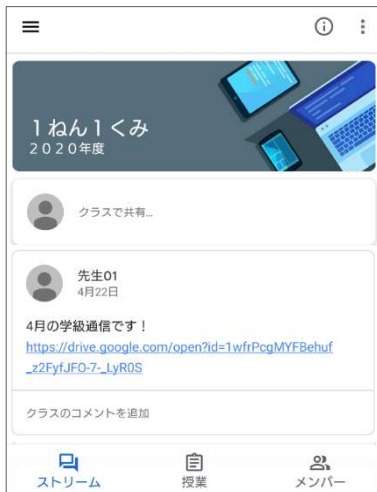 １ねん１くみ
２０２０年度
クラスで共有...
先生01
4月22日
4月の学級通信です！
https://drive.google.com/open?id=1wfrPcgMYFBehuf
_z2FyfJFO-7-_LyR0S
クラスのコメントを追加
ストリーム 授業 メンバー